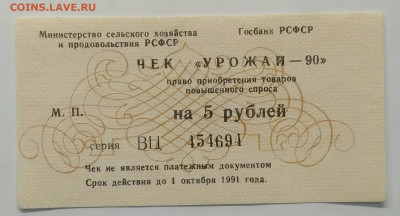 COINS.LAVE.RU
Министерство сельского хозяйства
и продовольствия РСФСР
Госбанк РСФСР
ЧЕК «УРОЖАЙ—90»
право приобретения товаров
повышенного спроса
М. П.
на 5 рублей
серия ВЦ 454694
Чек не является платежным документом
Срок действия до 1 октября 1991 года.